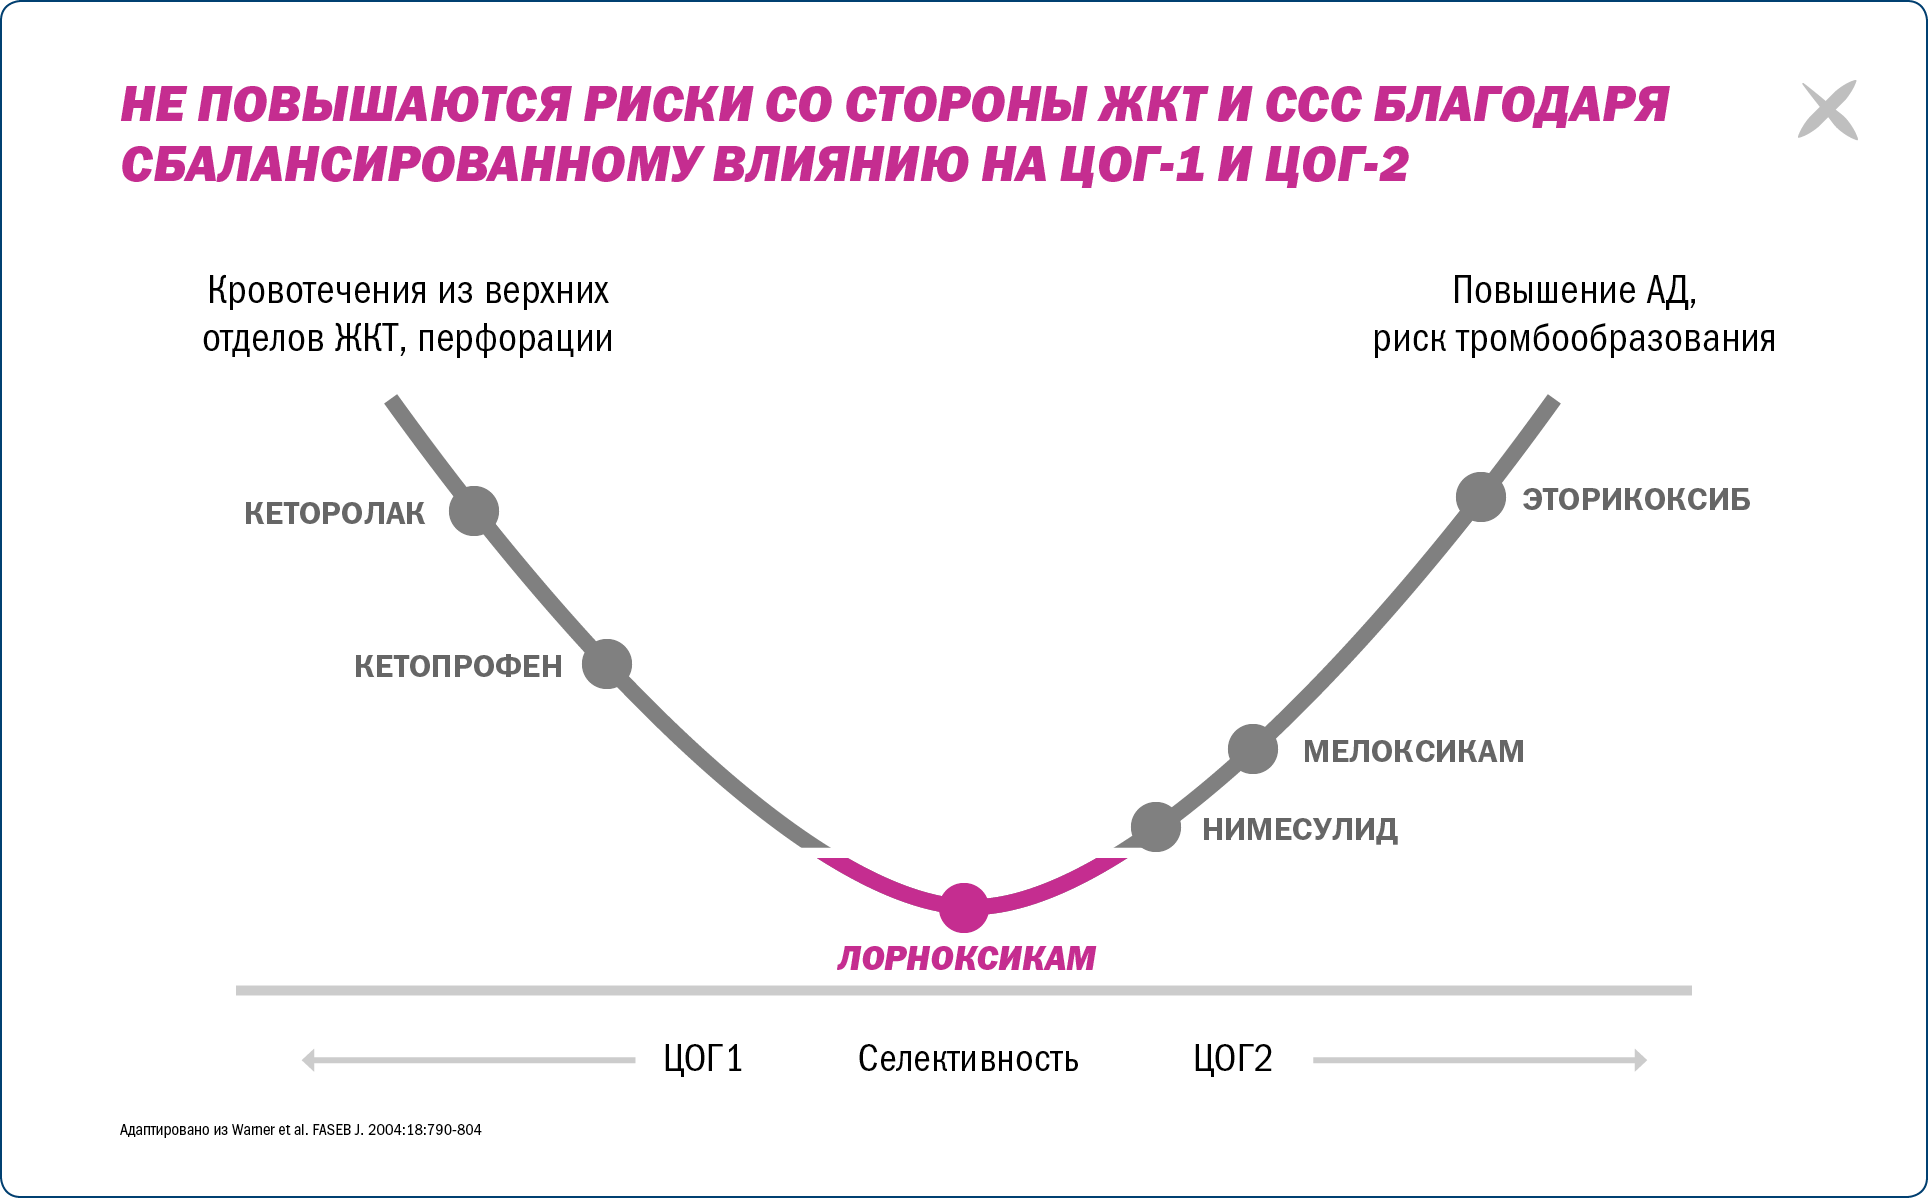 НЕ ПОВЫШАЮТСЯ РИСКИ СО СТОРОНЫ ЖКТ И ССС БЛАГОДАРЯ
СБАЛАНСИРОВАННОМУ ВЛИЯНИЮ НА ЦОГ-1 И ЦОГ-2
Кровотечения из верхних
отделов ЖКТ, перфорации
Повышение АД,
риск тромбообразования
КЕТОРОЛАК
ЭТОРИКОКСИБ
КЕТОПРОФЕН
МЕЛОКСИКАМ
НИМЕСУЛИД
ЛОРНОКСИКАМ
ЦОГ1
Селективность
ЦОГ2
Адаптировано из Warner et al. FASEB J. 2004:18:790-804